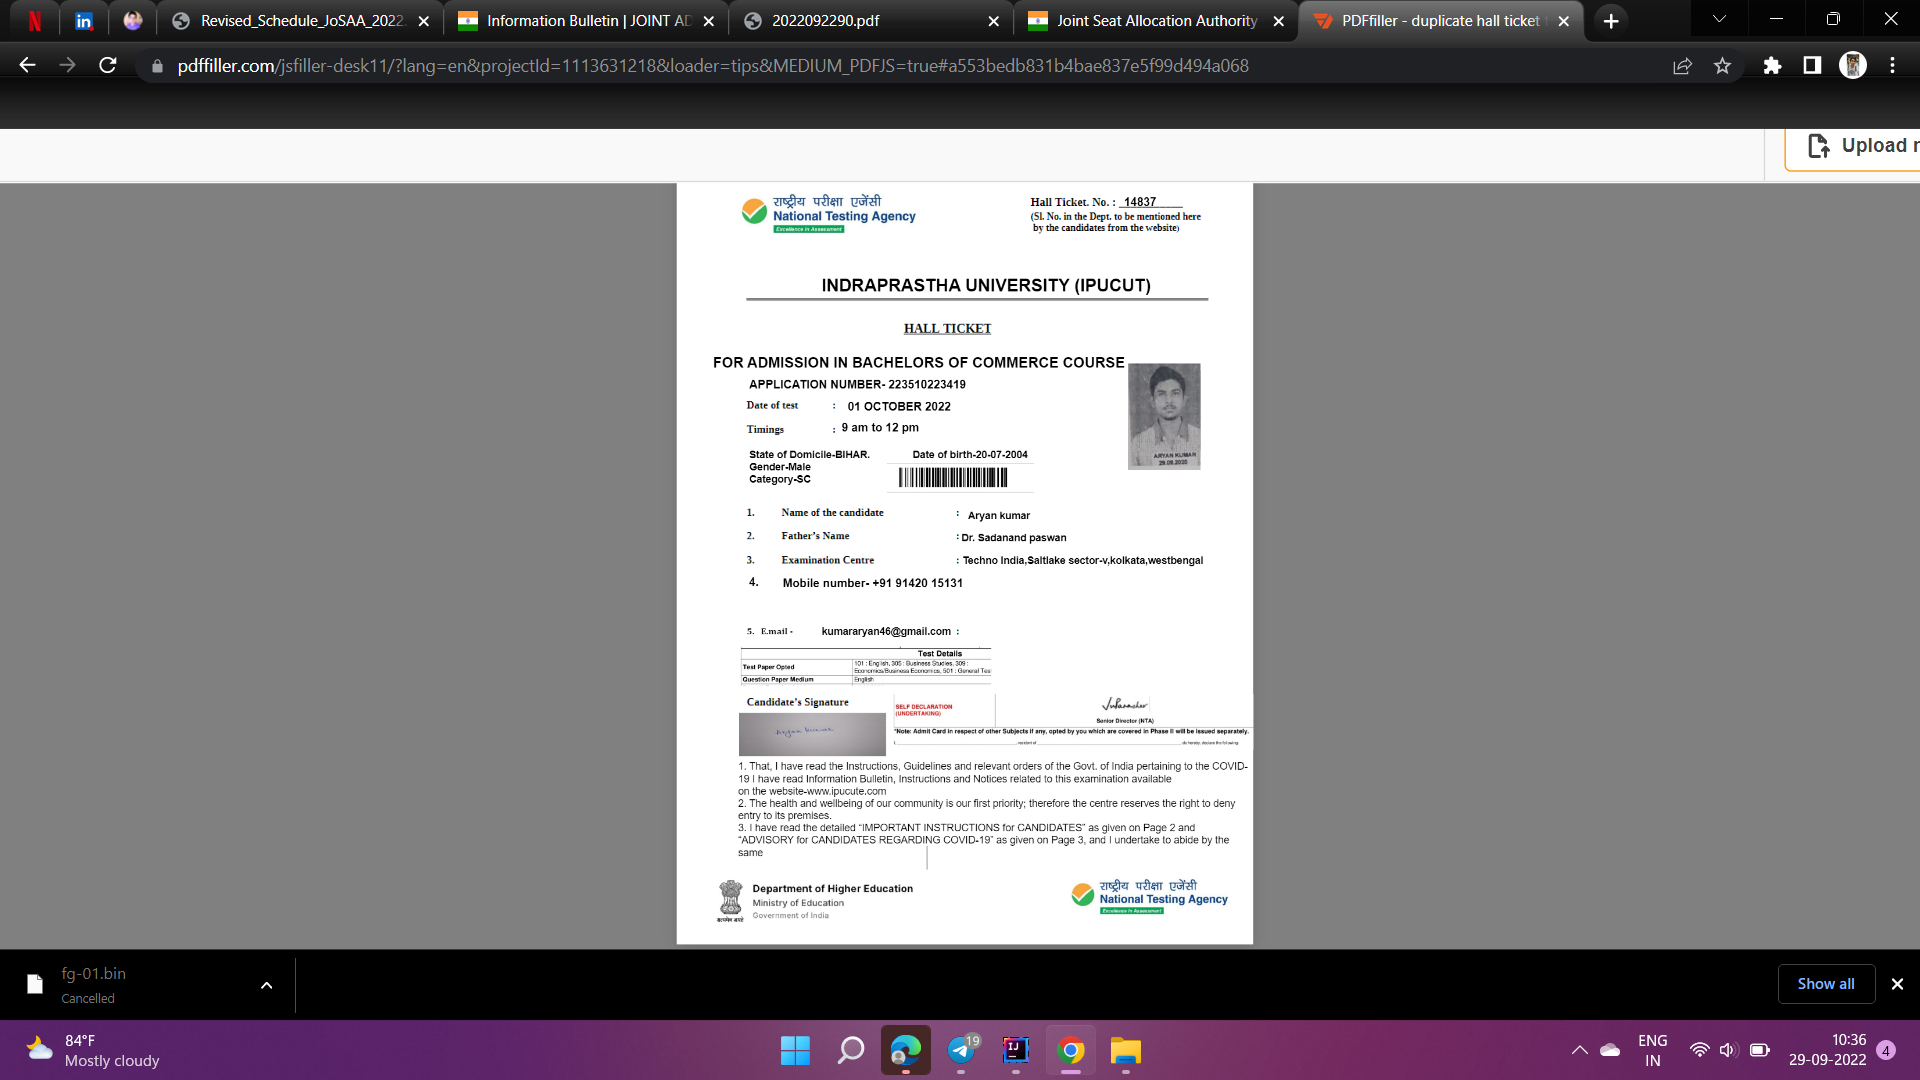 Revised_Schedule_JoSAA_2022
Information Bulletin | JOINT AD
2022092290.pdf
Joint Seat Allocation Authority
PDFfiller - duplicate hall ticket
pdffiller.com/jsfiller-desk11/?lang=en&projectId=1113631218&loader=tips&MEDIUM_PDFJS=true#a553bedb831b4bae837e5f99d494a068
Upload
राष्ट्रीय परीक्षा एजेंसी
National Testing Agency
Excellence in Assessment
Hall Ticket. No. : 14837
(Sl. No. in the Dept. to be mentioned here
by the candidates from the website)
INDRAPRASTHA UNIVERSITY (IPUCUT)
HALL TICKET
FOR ADMISSION IN BACHELORS OF COMMERCE COURSE
APPLICATION NUMBER- 223510223419
Date of test : 01 OCTOBER 2022
Timings : 9 am to 12 pm
ARYAN KUMAR
29.09.2020
State of Domicile-BIHAR. Date of birth-20-07-2004
Gender-Male
Category-SC
1. Name of the candidate : Aryan kumar
2. Father's Name : Dr. Sadanand paswan
3. Examination Centre : Techno India,Saltlake sector-v,kolkata,westbengal
4. Mobile number- +91 91420 15131
5. E.mail - kumararyan46@gmail.com :
Test Details
Test Paper Opted 101 : English, 305 : Business Studies, 309 :
Economics/Business Economics, 501 : General Tes
Question Paper Medium English
Candidate's Signature
Aryan kumar
SELF DECLARATION
(UNDERTAKING)
Senior Director (NTA)
*Note: Admit Card in respect of other Subjects if any, opted by you which are covered in Phase II will be issued separately.
I, resident of do hereby, declare the following:
1. That, I have read the Instructions, Guidelines and relevant orders of the Govt. of India pertaining to the COVID-
19 I have read Information Bulletin, Instructions and Notices related to this examination available
on the website-www.ipucute.com
2. The health and wellbeing of our community is our first priority; therefore the centre reserves the right to deny
entry to its premises.
3. I have read the detailed “IMPORTANT INSTRUCTIONS for CANDIDATES” as given on Page 2 and
“ADVISORY for CANDIDATES REGARDING COVID-19” as given on Page 3, and I undertake to abide by the
same
सत्यमेव जयते
Department of Higher Education
Ministry of Education
Government of India
राष्ट्रीय परीक्षा एजेंसी
National Testing Agency
Excellence in Assessment
fg-01.bin
Cancelled
Show all
84°F
Mostly cloudy
19
ENG
IN
10:36
29-09-2022
4